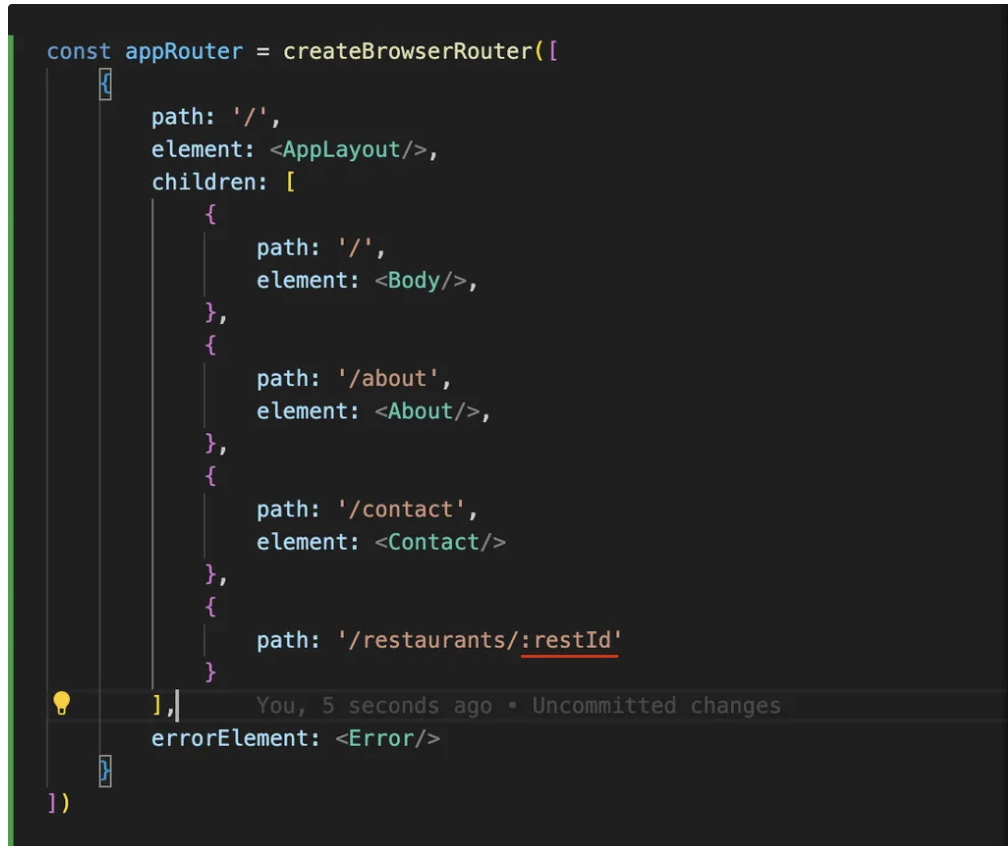 const appRouter = createBrowserRouter([
{
path: '/',
element: <AppLayout/>,
children: [
{
path: '/',
element: <Body/>,
},
{
path: '/about',
element: <About/>,
},
{
path: '/contact',
element: <Contact/>
},
{
path: '/restaurants/:restId'
}
],
You, 5 seconds ago • Uncommitted changes
errorElement: <Error/>
}
])